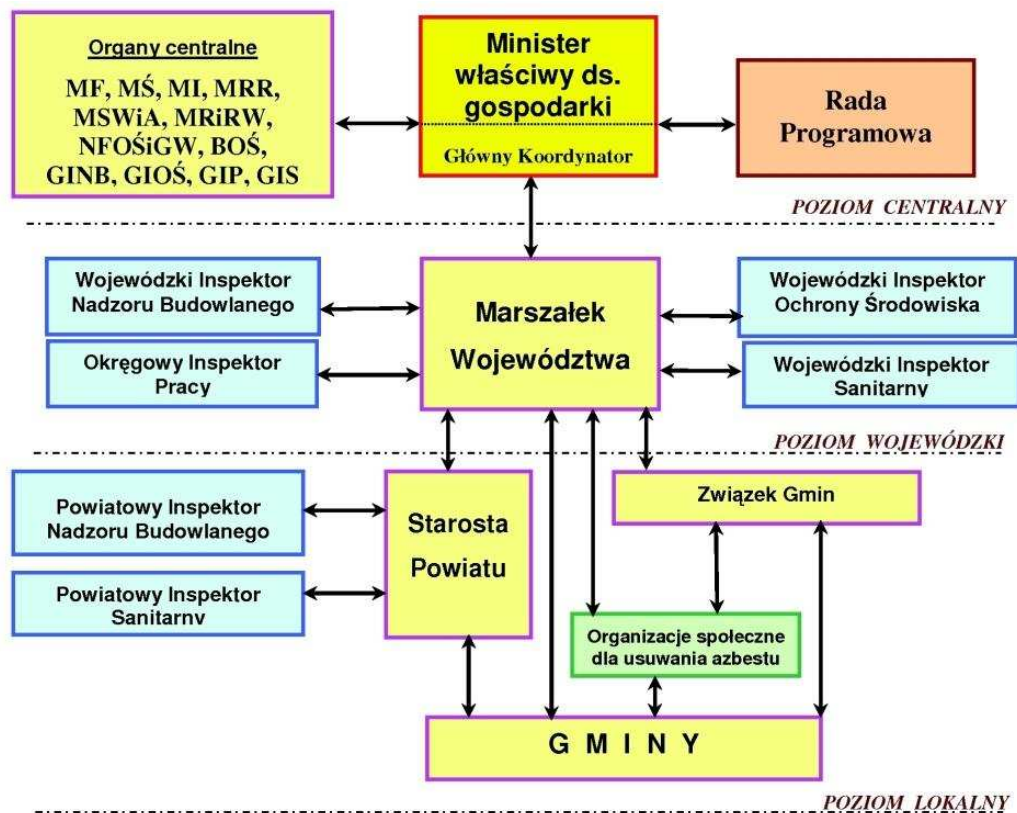 Organy centralne
MF, MŚ, MI, MRR,
MSWiA, MRiRW,
NFOŚiGW, BOŚ,
GINB, GIOŚ, GIP, GIS
Minister
właściwy ds.
gospodarki
Główny Koordynator
Rada
Programowa
POZIOM CENTRALNY
Wojewódzki Inspektor
Nadzoru Budowlanego
Okręgowy Inspektor
Pracy
Marszałek
Województwa
Wojewódzki Inspektor
Ochrony Środowiska
Wojewódzki Inspektor
Sanitarny
POZIOM WOJEWÓDZKI
Powiatowy Inspektor
Nadzoru Budowlanego
Powiatowy Inspektor
Sanitarny
Starosta
Powiatu
Związek Gmin
Organizacje społeczne
dla usuwania azbestu
G M I N Y
POZIOM LOKALNY